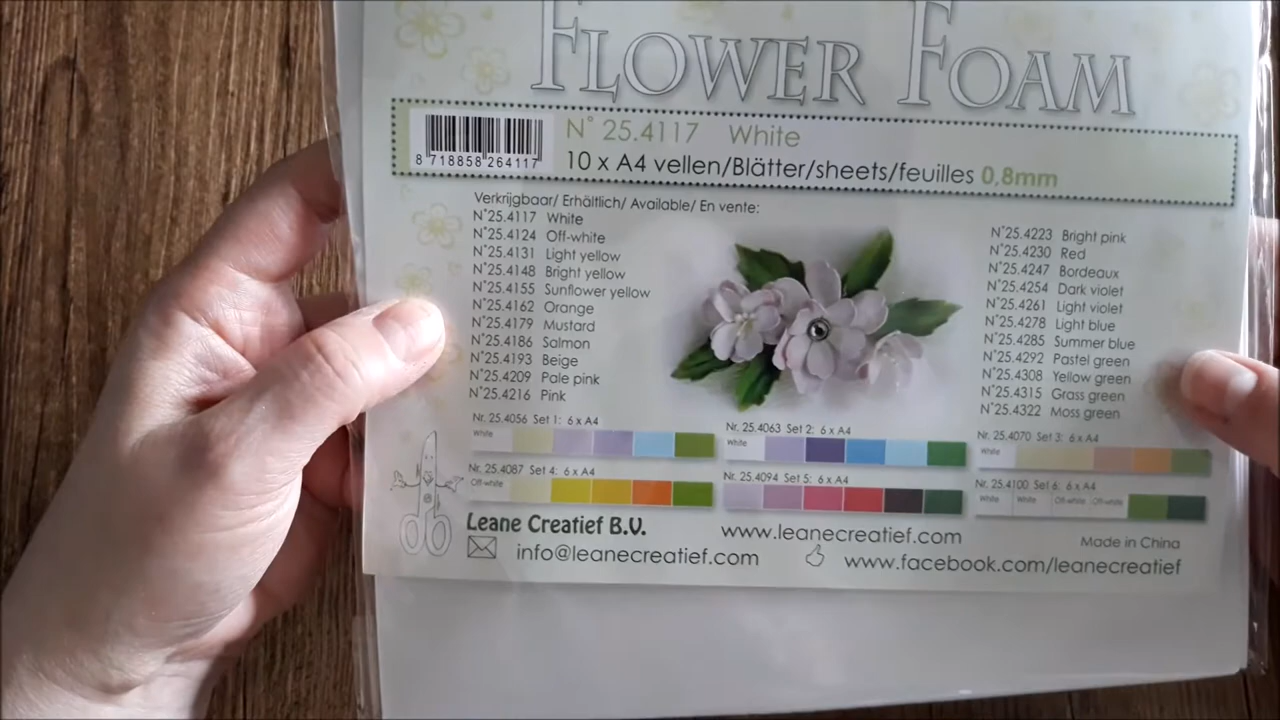 FLOWER FOAM
N° 25.4117 White
8 718858 264117
10 x A4 vellen/Blätter/sheets/feuilles 0,8mm
Verkrijgbaar/ Erhältlich/ Available/ En vente:
N°25.4117 White
N°25.4124 Off-white
N°25.4131 Light yellow
N°25.4148 Bright yellow
N°25.4155 Sunflower yellow
N°25.4162 Orange
N°25.4179 Mustard
N°25.4186 Salmon
N°25.4193 Beige
N°25.4209 Pale pink
N°25.4216 Pink
N°25.4223 Bright pink
N°25.4230 Red
N°25.4247 Bordeaux
N°25.4254 Dark violet
N°25.4261 Light violet
N°25.4278 Light blue
N°25.4285 Summer blue
N°25.4292 Pastel green
N°25.4308 Yellow green
N°25.4315 Grass green
N°25.4322 Moss green
Nr. 25.4056 Set 1: 6 x A4
White
Nr. 25.4063 Set 2: 6 x A4
White
Nr. 25.4070 Set 3: 6 x A4
White
Nr. 25.4087 Set 4: 6 x A4
Off-white
Nr. 25.4094 Set 5: 6 x A4
Nr. 25.4100 Set 6: 6 x A4
White White Off-white Off-white
Leane Creatief B.V.
www.leanecreatief.com
Made in China
info@leanecreatief.com
www.facebook.com/leanecreatief